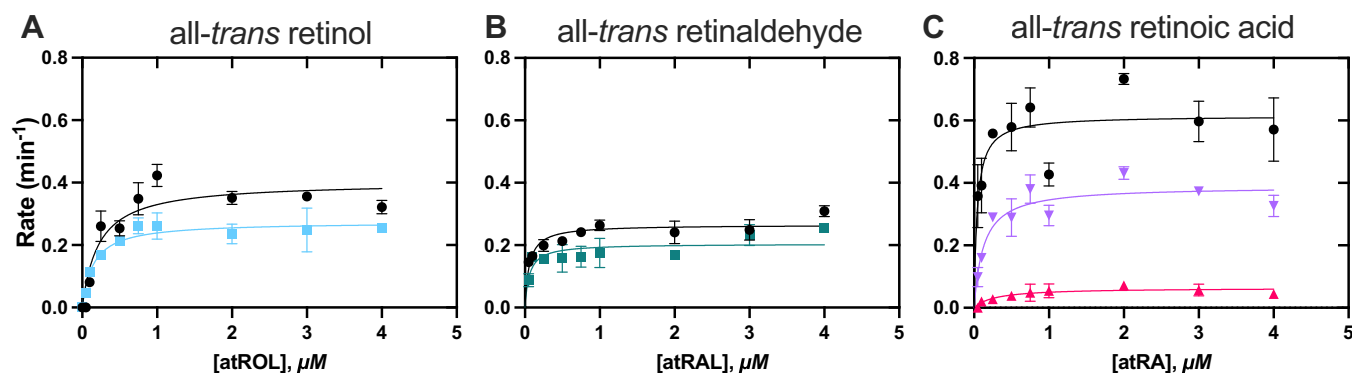 A all-trans retinol
B all-trans retinaldehyde
C all-trans retinoic acid
Rate (min-1)
0.8
0.6
0.4
0.2
0.0
0 1 2 3 4 5
[atROL], μM
0.8
0.6
0.4
0.2
0.0
0 1 2 3 4 5
[atRAL], μM
0.8
0.6
0.4
0.2
0.0
0 1 2 3 4 5
[atRA], μM